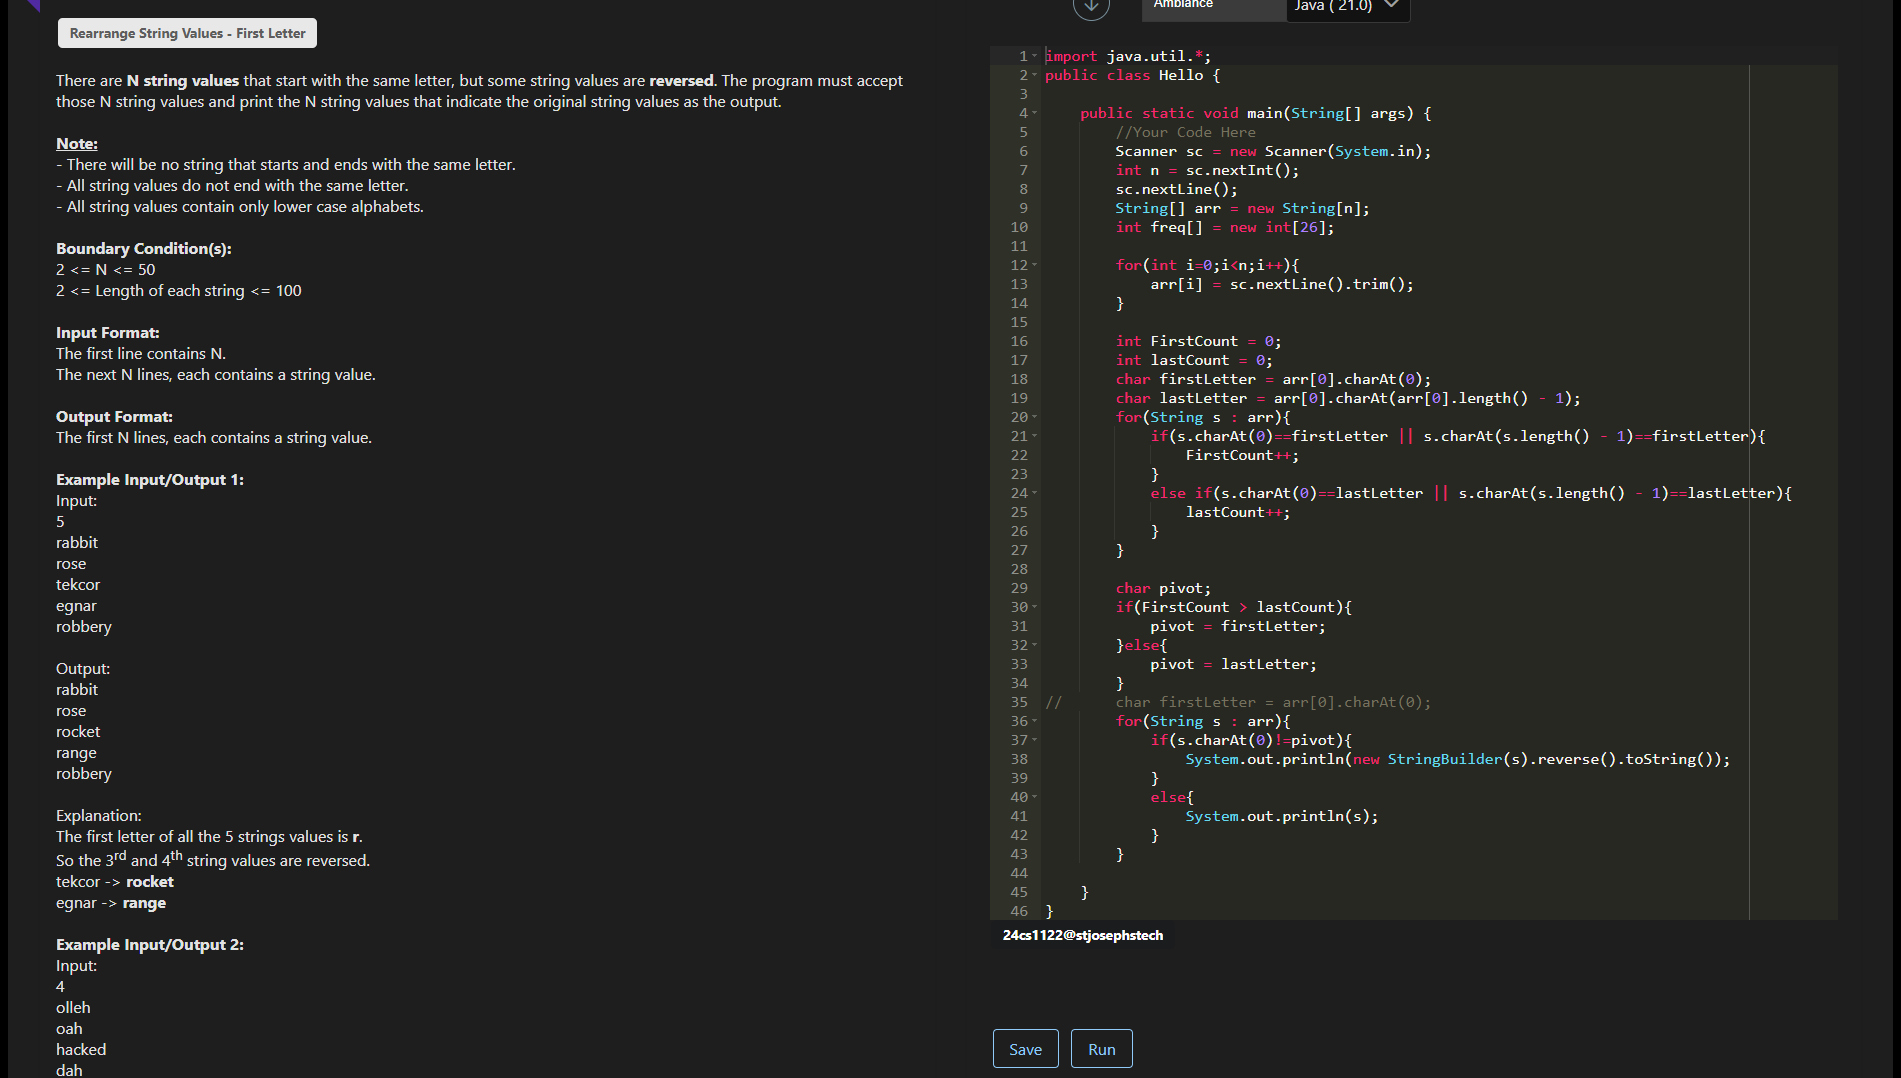 Rearrange String Values - First Letter
There are N string values that start with the same letter, but some string values are reversed. The program must accept
those N string values and print the N string values that indicate the original string values as the output.
Note:
- There will be no string that starts and ends with the same letter.
- All string values do not end with the same letter.
- All string values contain only lower case alphabets.
Boundary Condition(s):
2 <= N <= 50
2 <= Length of each string <= 100
Input Format:
The first line contains N.
The next N lines, each contains a string value.
Output Format:
The first N lines, each contains a string value.
Example Input/Output 1:
Input:
5
rabbit
rose
tekcor
egnar
robbery
Output:
rabbit
rose
rocket
range
robbery
Explanation:
The first letter of all the 5 strings values is r.
So the 3rd and 4th string values are reversed.
tekcor -> rocket
egnar -> range
Example Input/Output 2:
Input:
4
olleh
oah
hacked
dah
Ambiance
Java ( 21.0)
1 import java.util.*;
2 public class Hello {
3
4 public static void main(String[] args) {
5 //Your Code Here
6 Scanner sc = new Scanner(System.in);
7 int n = sc.nextInt();
8 sc.nextLine();
9 String[] arr = new String[n];
10 int freq[] = new int[26];
11
12 for(int i=0;i<n;i++){
13 arr[i] = sc.nextLine().trim();
14 }
15
16 int FirstCount = 0;
17 int lastCount = 0;
18 char firstLetter = arr[0].charAt(0);
19 char lastLetter = arr[0].charAt(arr[0].length() - 1);
20 for(String s : arr){
21 if(s.charAt(0)==firstLetter || s.charAt(s.length() - 1)==firstLetter){
22 FirstCount++;
23 }
24 else if(s.charAt(0)==lastLetter || s.charAt(s.length() - 1)==lastLetter){
25 lastCount++;
26 }
27 }
28
29 char pivot;
30 if(FirstCount > lastCount){
31 pivot = firstLetter;
32 }else{
33 pivot = lastLetter;
34 }
35 // char firstLetter = arr[0].charAt(0);
36 for(String s : arr){
37 if(s.charAt(0)!=pivot){
38 System.out.println(new StringBuilder(s).reverse().toString());
39 }
40 else{
41 System.out.println(s);
42 }
43 }
44
45 }
46 }
24cs1122@stjosephstech
Save
Run